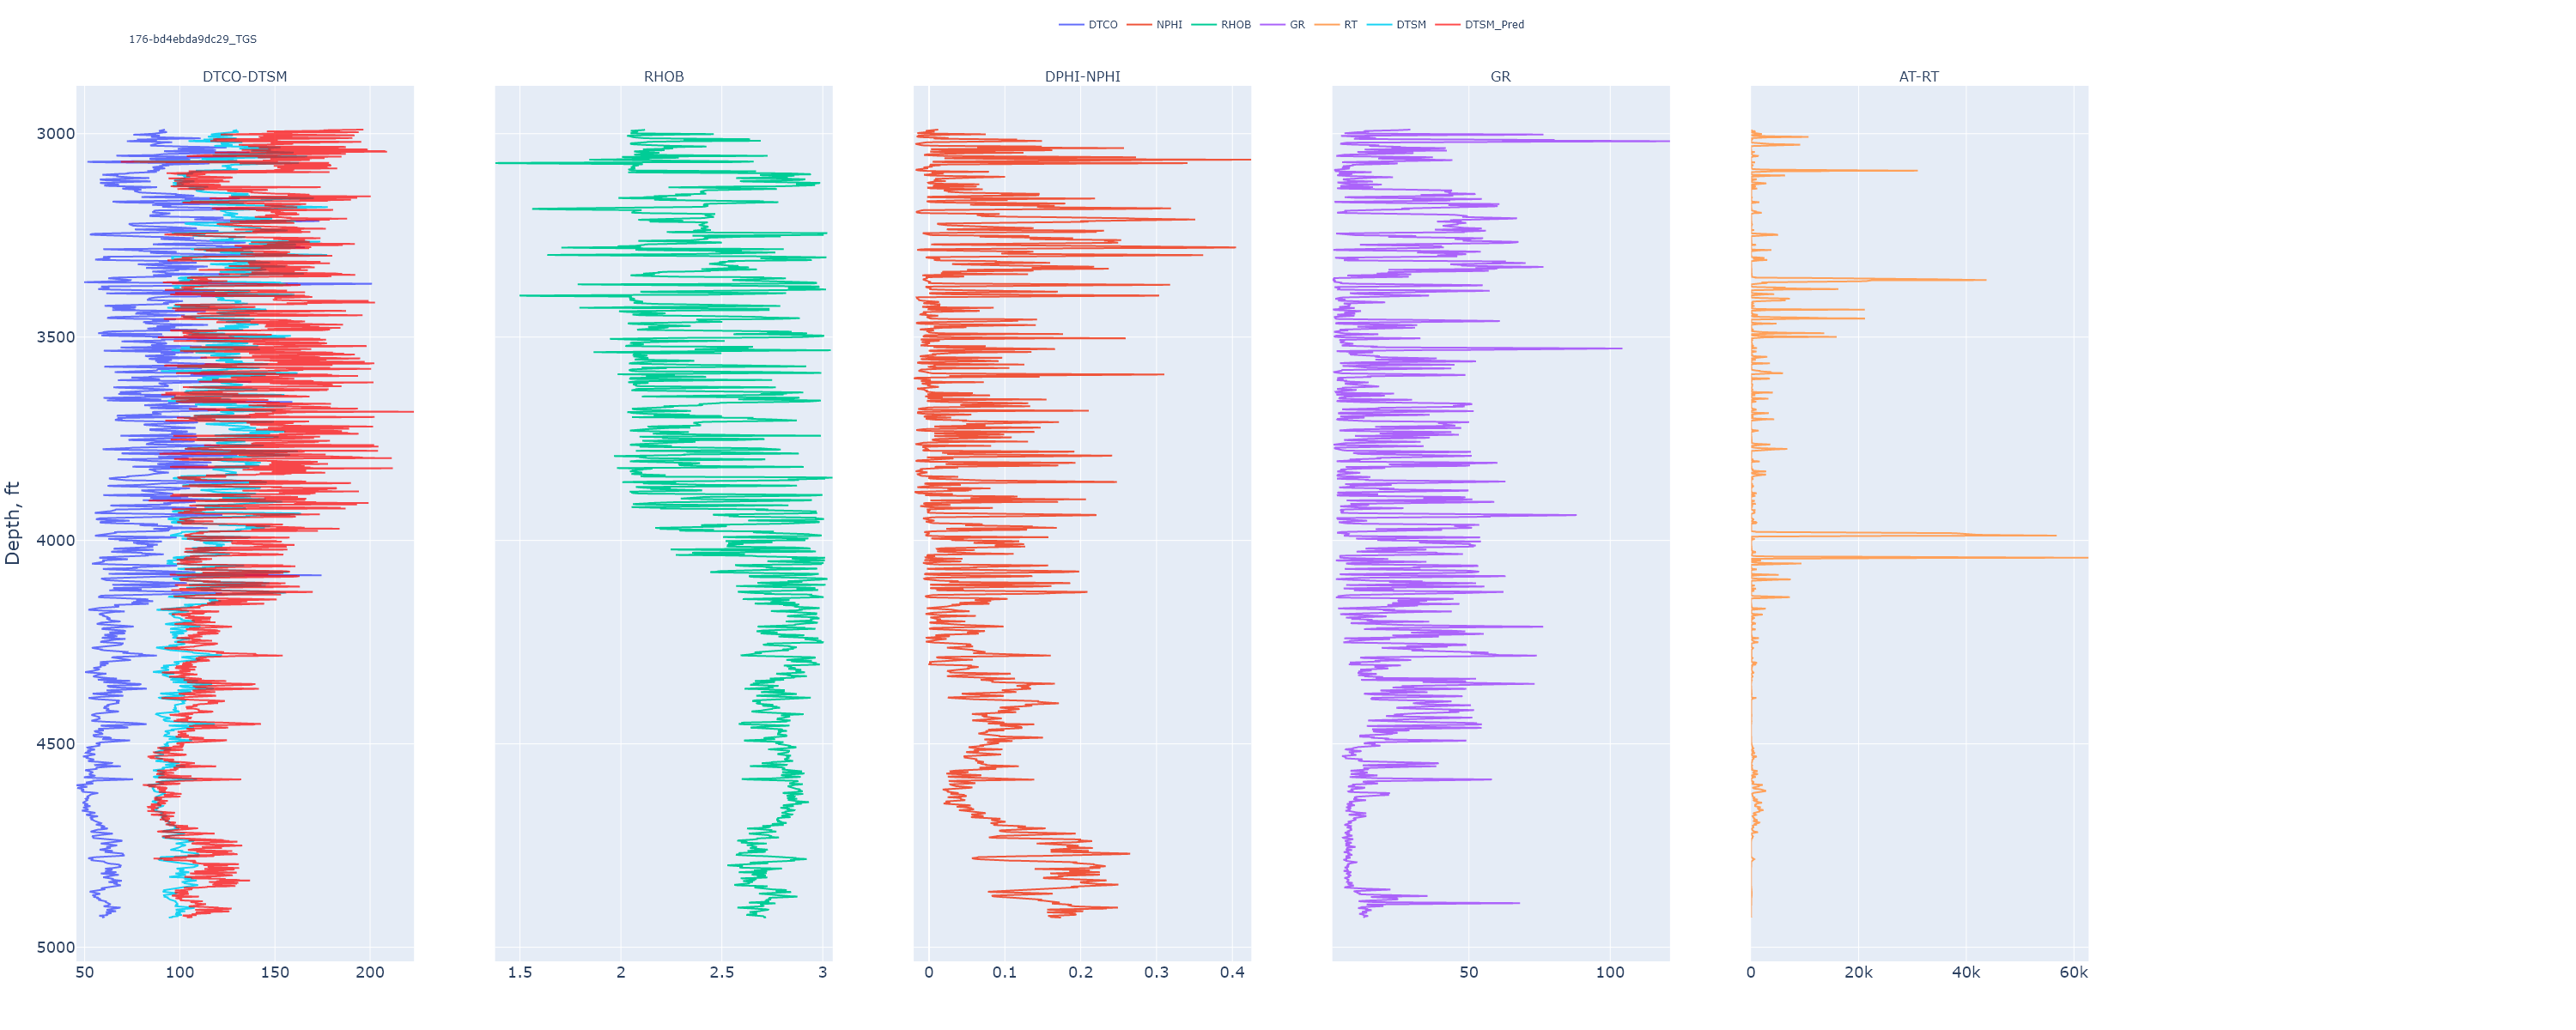 DTCO NPHI RHOB GR RT DTSM DTSM_Pred
176-bd4ebda9dc29_TGS
DTCO-DTSM RHOB DPHI-NPHI GR AT-RT
3000
3500
4000
4500
5000
Depth, ft
50 100 150 200 1.5 2 2.5 3 0 0.1 0.2 0.3 0.4 50 100 0 20k 40k 60k